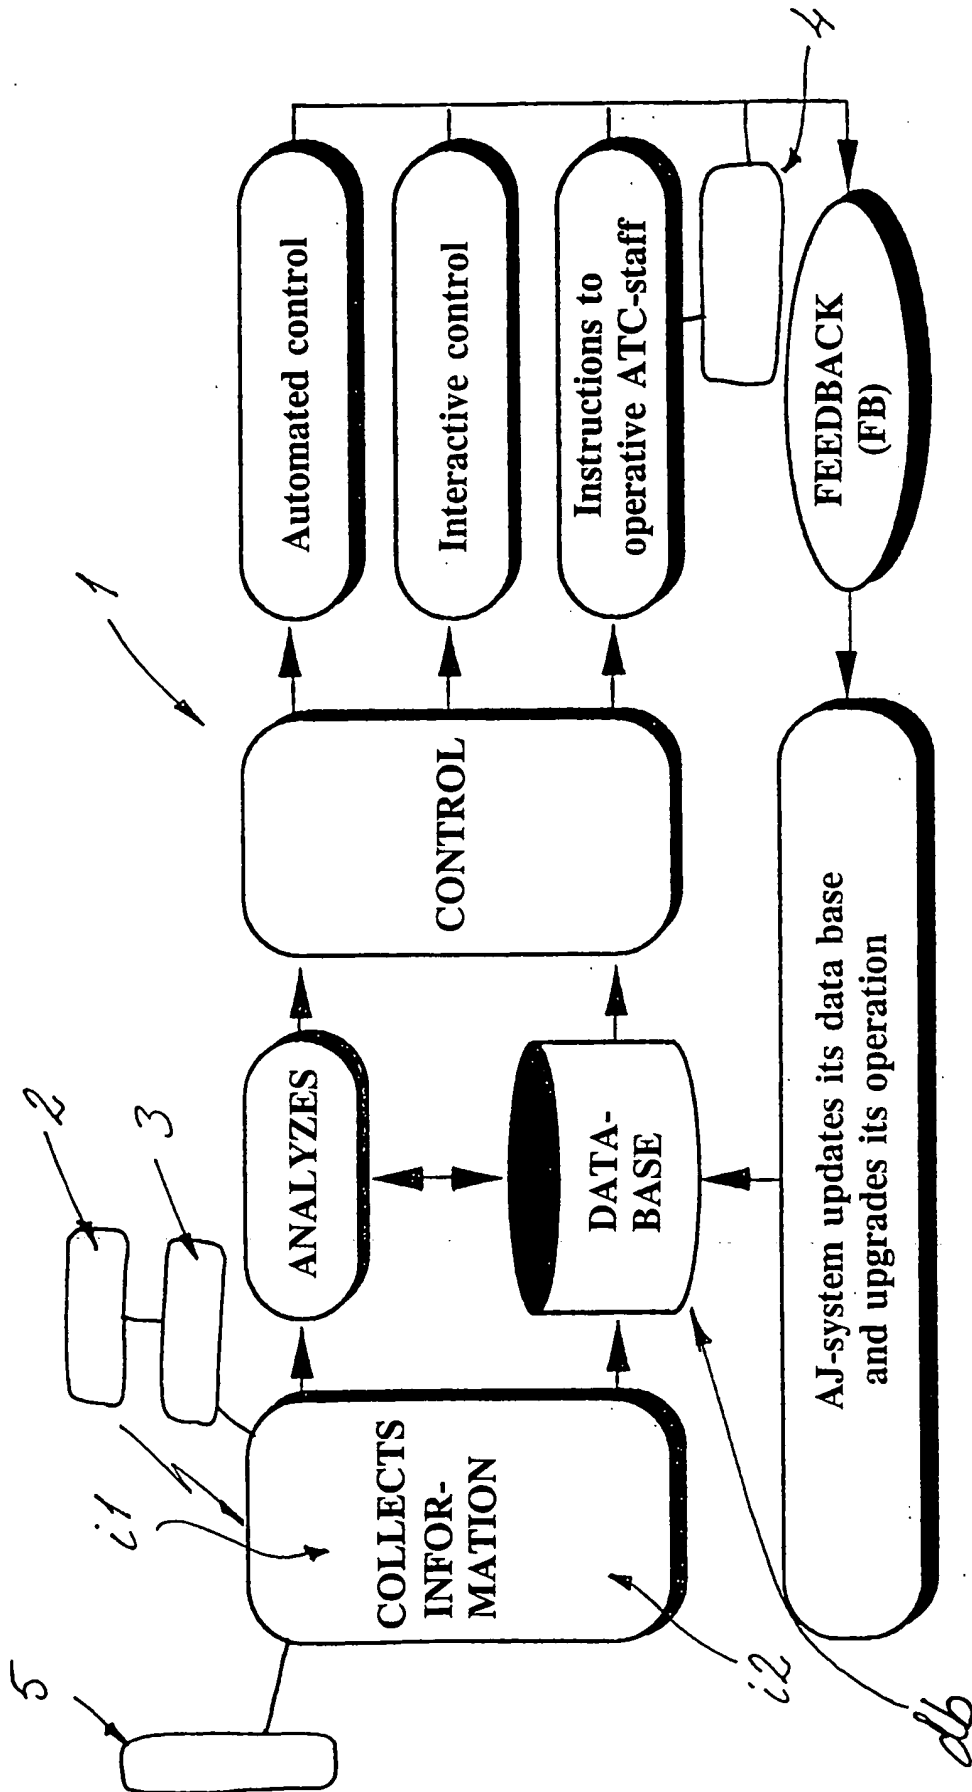 1
2
3
5
i1
7
COLLECTS
INFOR-
MATION
i2
ANALYZES
DATA-
BASE
db
CONTROL
Automated control
Interactive control
Instructions to
operative ATC-staff
4
FEEDBACK
(FB)
AJ-system updates its data base
and upgrades its operation